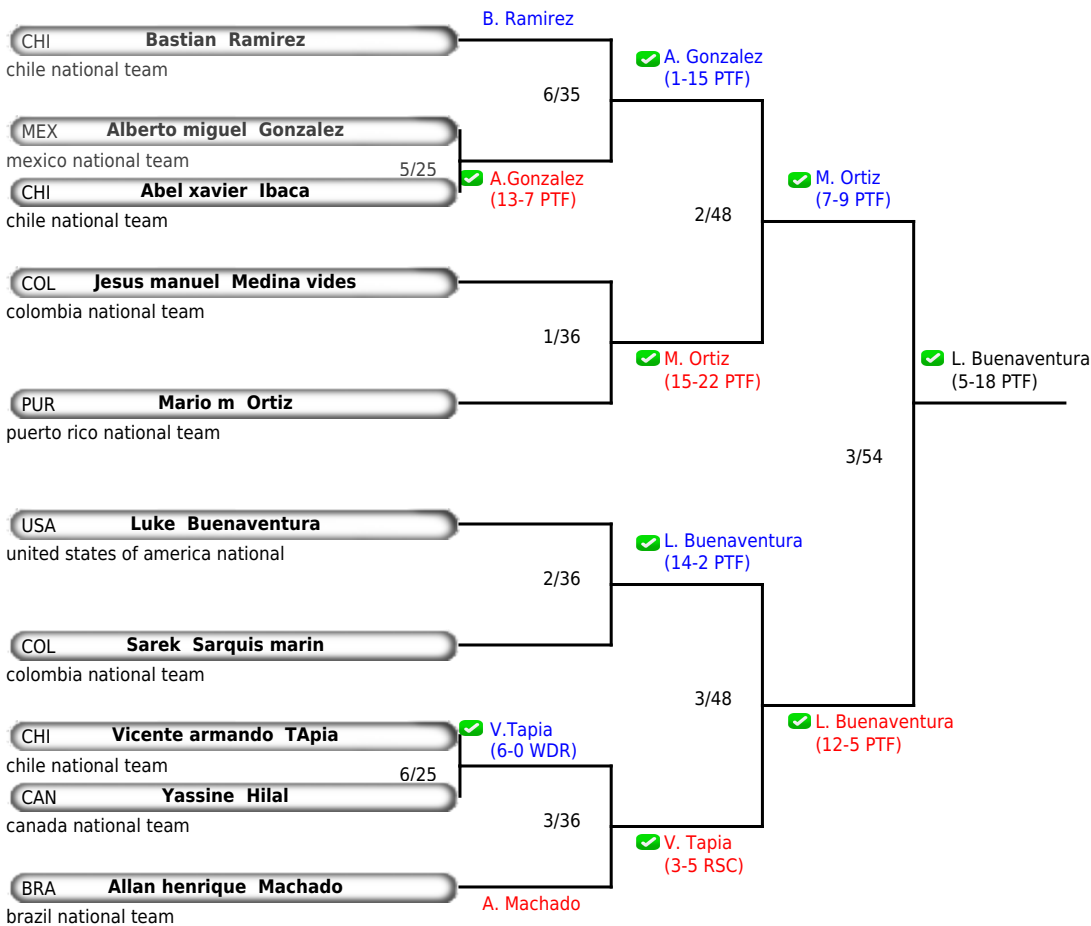 B. Ramirez
CHI Bastian Ramirez
chile national team
A. Gonzalez
(1-15 PTF)
6/35
MEX Alberto miguel Gonzalez
mexico national team
5/25
A.Gonzalez
(13-7 PTF)
CHI Abel xavier Ibaca
chile national team
M. Ortiz
(7-9 PTF)
2/48
COL Jesus manuel Medina vides
colombia national team
1/36
M. Ortiz
(15-22 PTF)
PUR Mario m Ortiz
puerto rico national team
L. Buenaventura
(5-18 PTF)
3/54
USA Luke Buenaventura
united states of america national
L. Buenaventura
(14-2 PTF)
2/36
COL Sarek Sarquis marin
colombia national team
3/48
L. Buenaventura
(12-5 PTF)
CHI Vicente armando TApia
chile national team
V.Tapia
(6-0 WDR)
6/25
CAN Yassine Hilal
canada national team
3/36
V. Tapia
(3-5 RSC)
BRA Allan henrique Machado
brazil national team
A. Machado